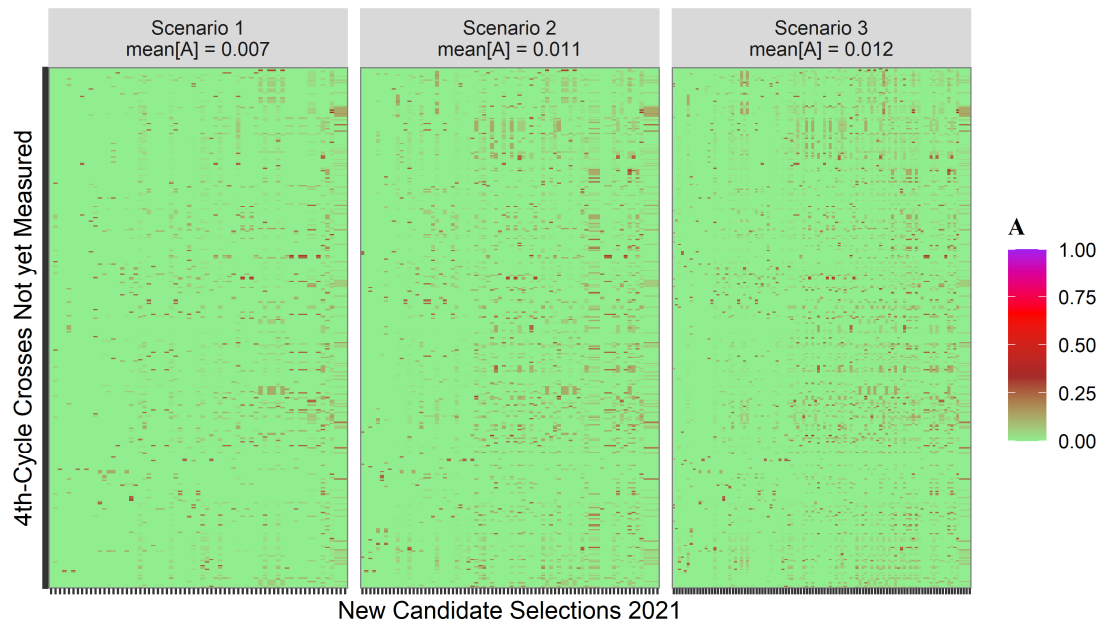 Scenario 1
mean[A] = 0.007
Scenario 2
mean[A] = 0.011
Scenario 3
mean[A] = 0.012
4th-Cycle Crosses Not yet Measured
New Candidate Selections 2021
A
1.00
0.75
0.50
0.25
0.00